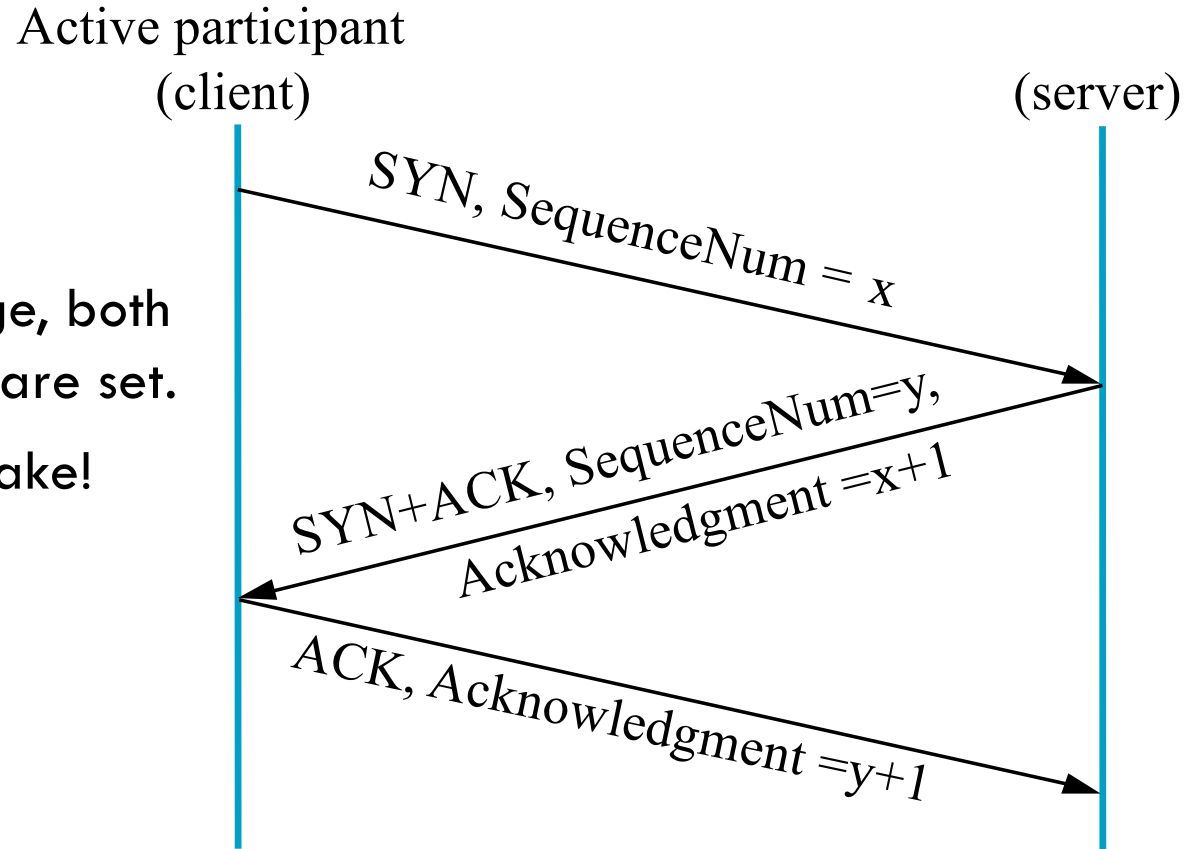 Active participant
(client)
(server)
SYN, SequenceNum = x
ge, both
are set.
ake!
SYN+ACK, SequenceNum=y,
Acknowledgment =x+1
ACK, Acknowledgment =y+1